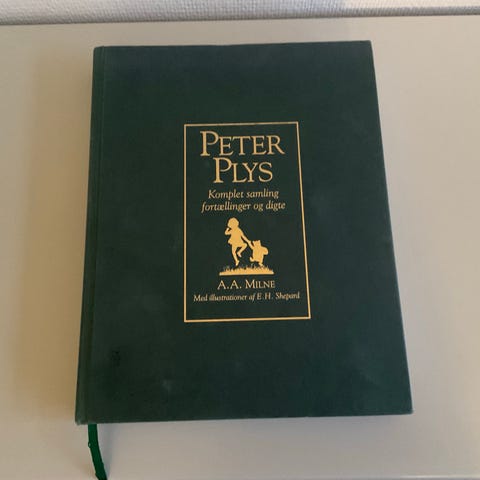 PETER
PLYS
Komplet samling
fortællinger og digte
A.A. MILNE
Med illustrationer af E.H. Shepard